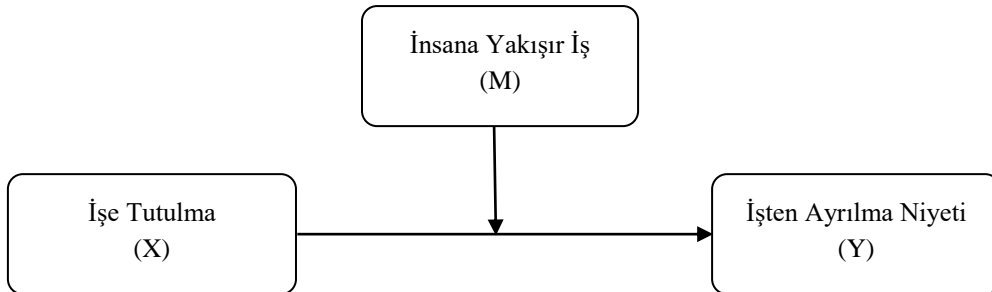 İnsana Yakışır İş
(M)
İşe Tutulma
(X)
İşten Ayrılma Niyeti
(Y)